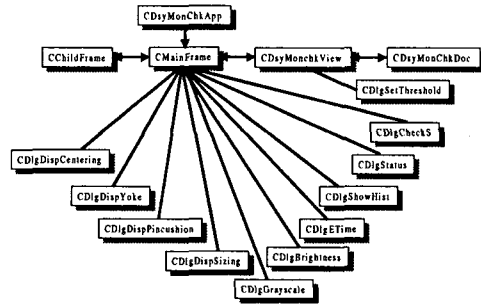 CDsyMonChkApp
CChildFrame
CMainFrame
CDsyMonchkView
CDsyMonChkDoc
CDlgSetThreshold
CDlgCheckS
CDlgDispCentering
CDlgStatus
CDlgDispYoke
CDlgShowHist
CDlgDispPincushion
CDlgETime
CDlgDispSizing
CDlgBrightness
CDlgGrayscale